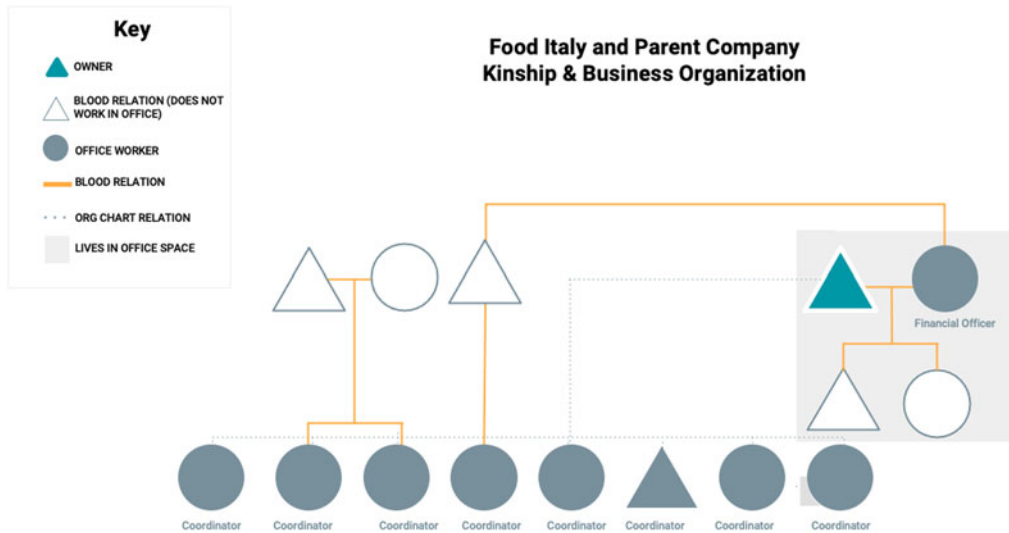 Key
OWNER
BLOOD RELATION (DOES NOT
WORK IN OFFICE)
OFFICE WORKER
BLOOD RELATION
ORG CHART RELATION
LIVES IN OFFICE SPACE
Food Italy and Parent Company
Kinship & Business Organization
Financial Officer
Coordinator
Coordinator
Coordinator
Coordinator
Coordinator
Coordinator
Coordinator
Coordinator